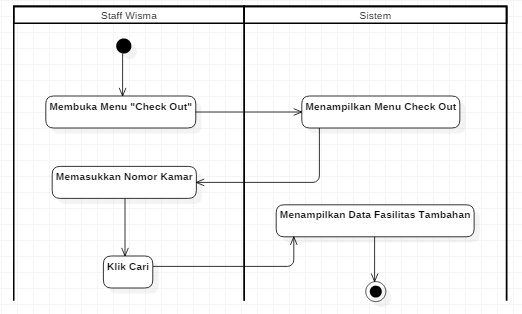 Staff Wisma
Sistem
Membuka Menu "Check Out"
Menampilkan Menu Check Out
Memasukkan Nomor Kamar
Menampilkan Data Fasilitas Tambahan
Klik Cari